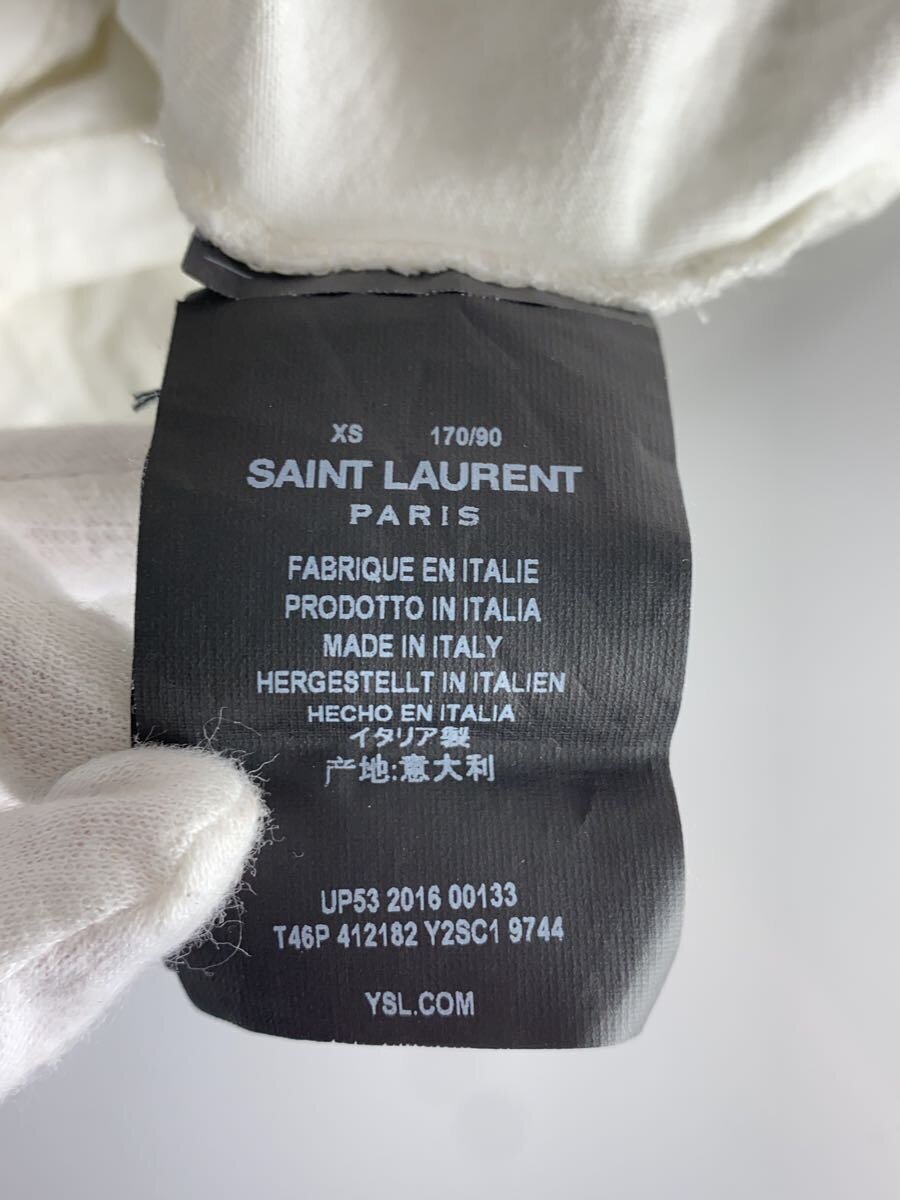 XS 170/90
SAINT LAURENT
PARIS
FABRIQUE EN ITALIE
PRODOTTO IN ITALIA
MADE IN ITALY
HERGESTELLT IN ITALIEN
HECHO EN ITALIA
イタリア製
产地:意大利
UP53 2016 00133
T46P 412182 Y2SC1 9744
YSL.COM